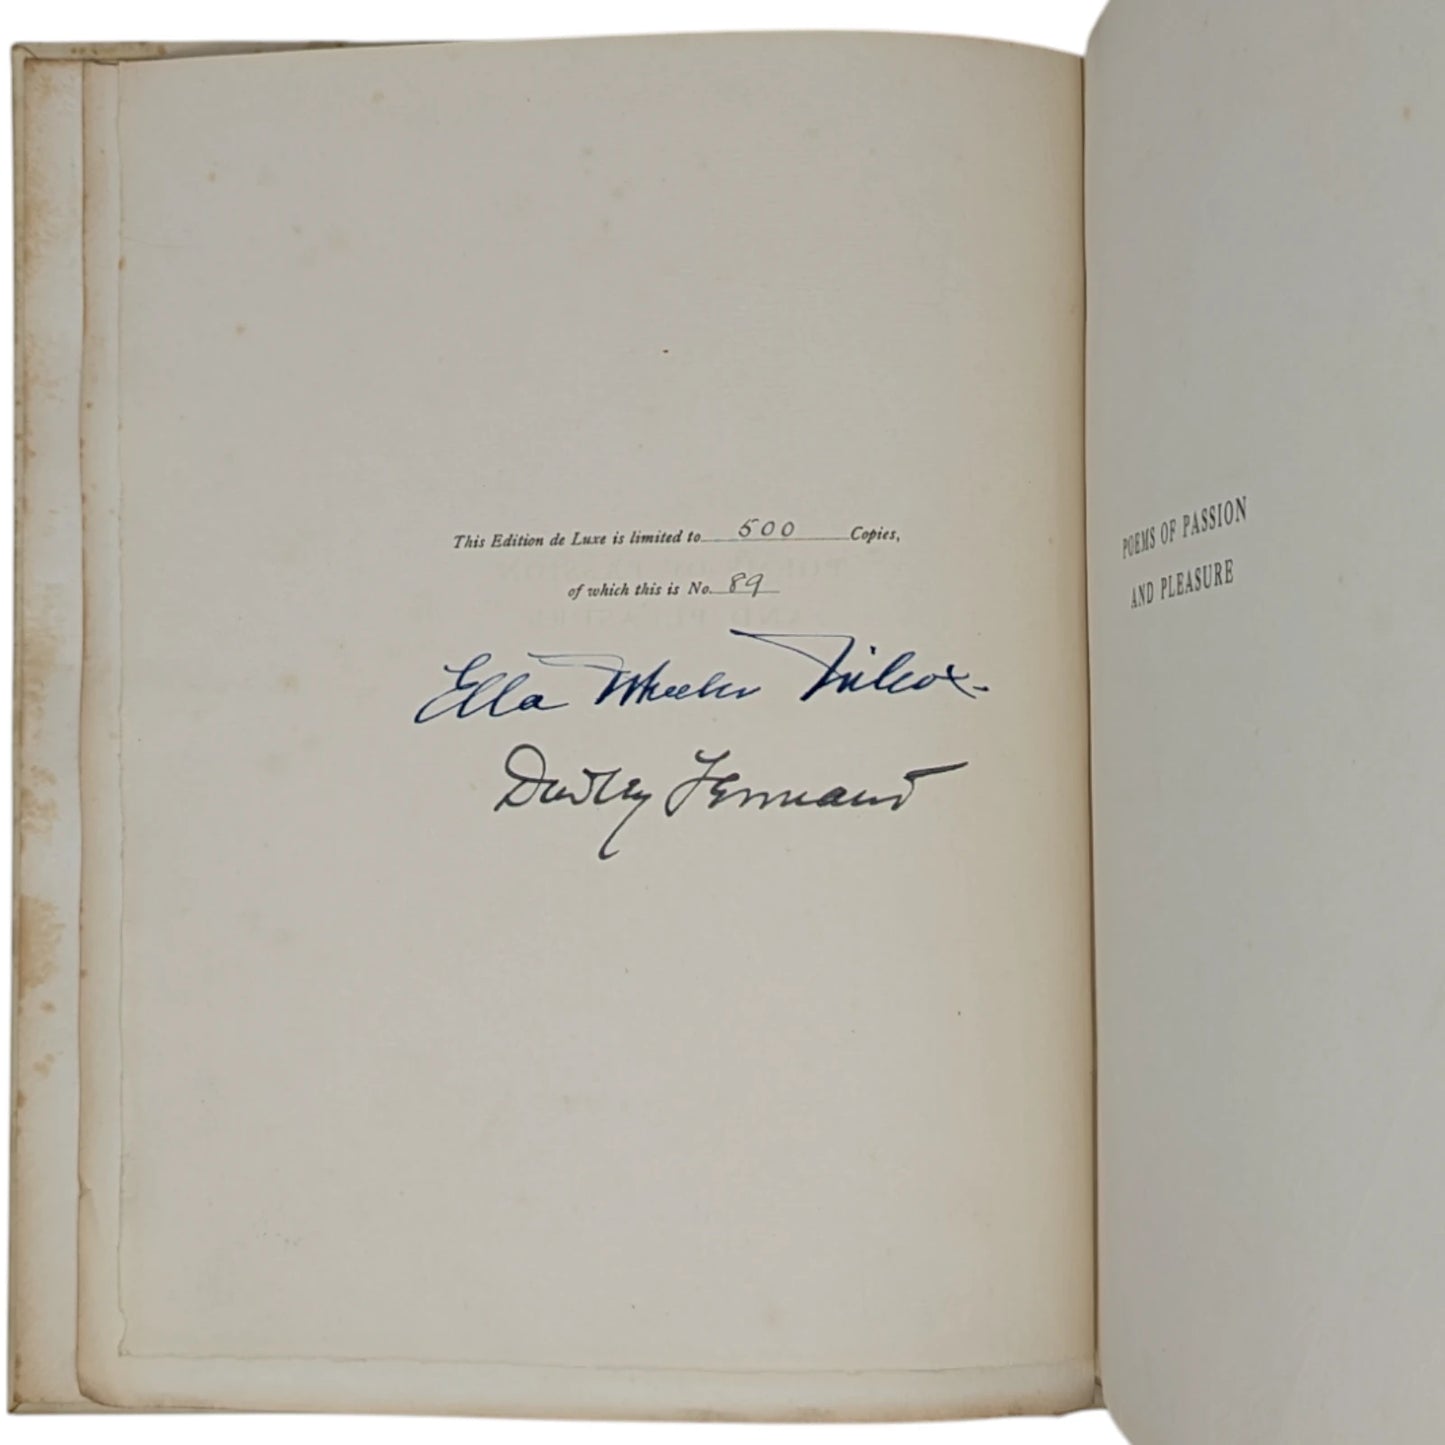 This Edition de Luxe is limited to 500 Copies,
of which this is No. 89
Ella Wheeler Wilcox.
Dudley Tennant
POEMS OF PASSION
AND PLEASURE